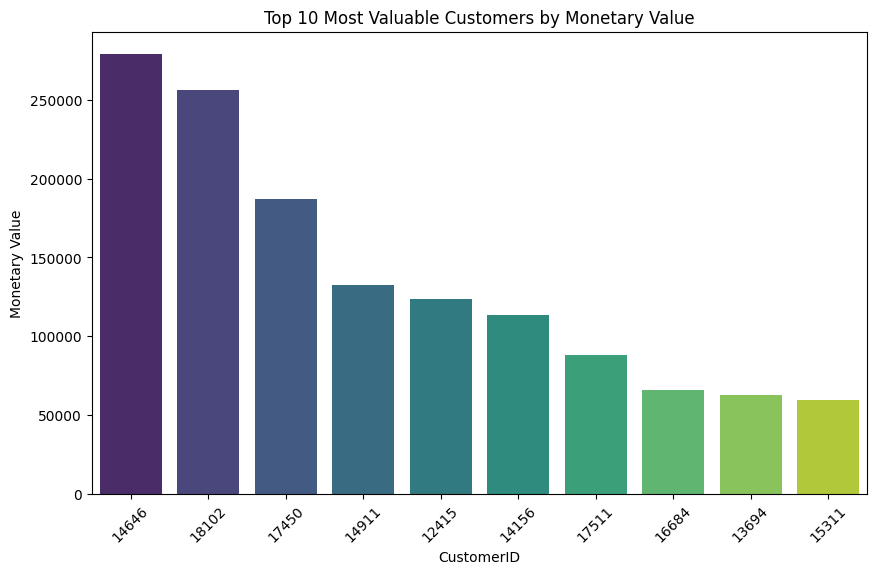 Top 10 Most Valuable Customers by Monetary Value
Monetary Value
250000
200000
150000
100000
50000
0
14646 18102 17450 14911 12415 14156 17511 16684 13694 15311
CustomerID